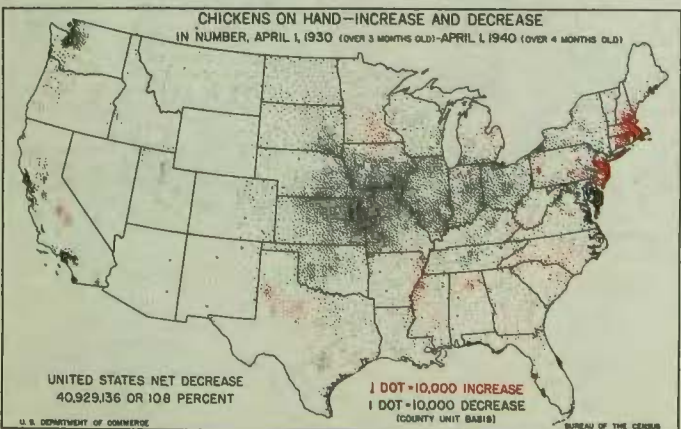 CHICKENS ON HAND-INCREASE AND DECREASE
IN NUMBER, APRIL 1, 1930 (OVER 3 MONTHS OLD)-APRIL 1, 1940 (OVER 4 MONTHS OLD)
UNITED STATES NET DECREASE
40,929,136 OR 10.8 PERCENT
1 DOT=10,000 INCREASE
1 DOT=10,000 DECREASE
(COUNTY UNIT BASIS)
U. S. DEPARTMENT OF COMMERCE
BUREAU OF THE CENSUS